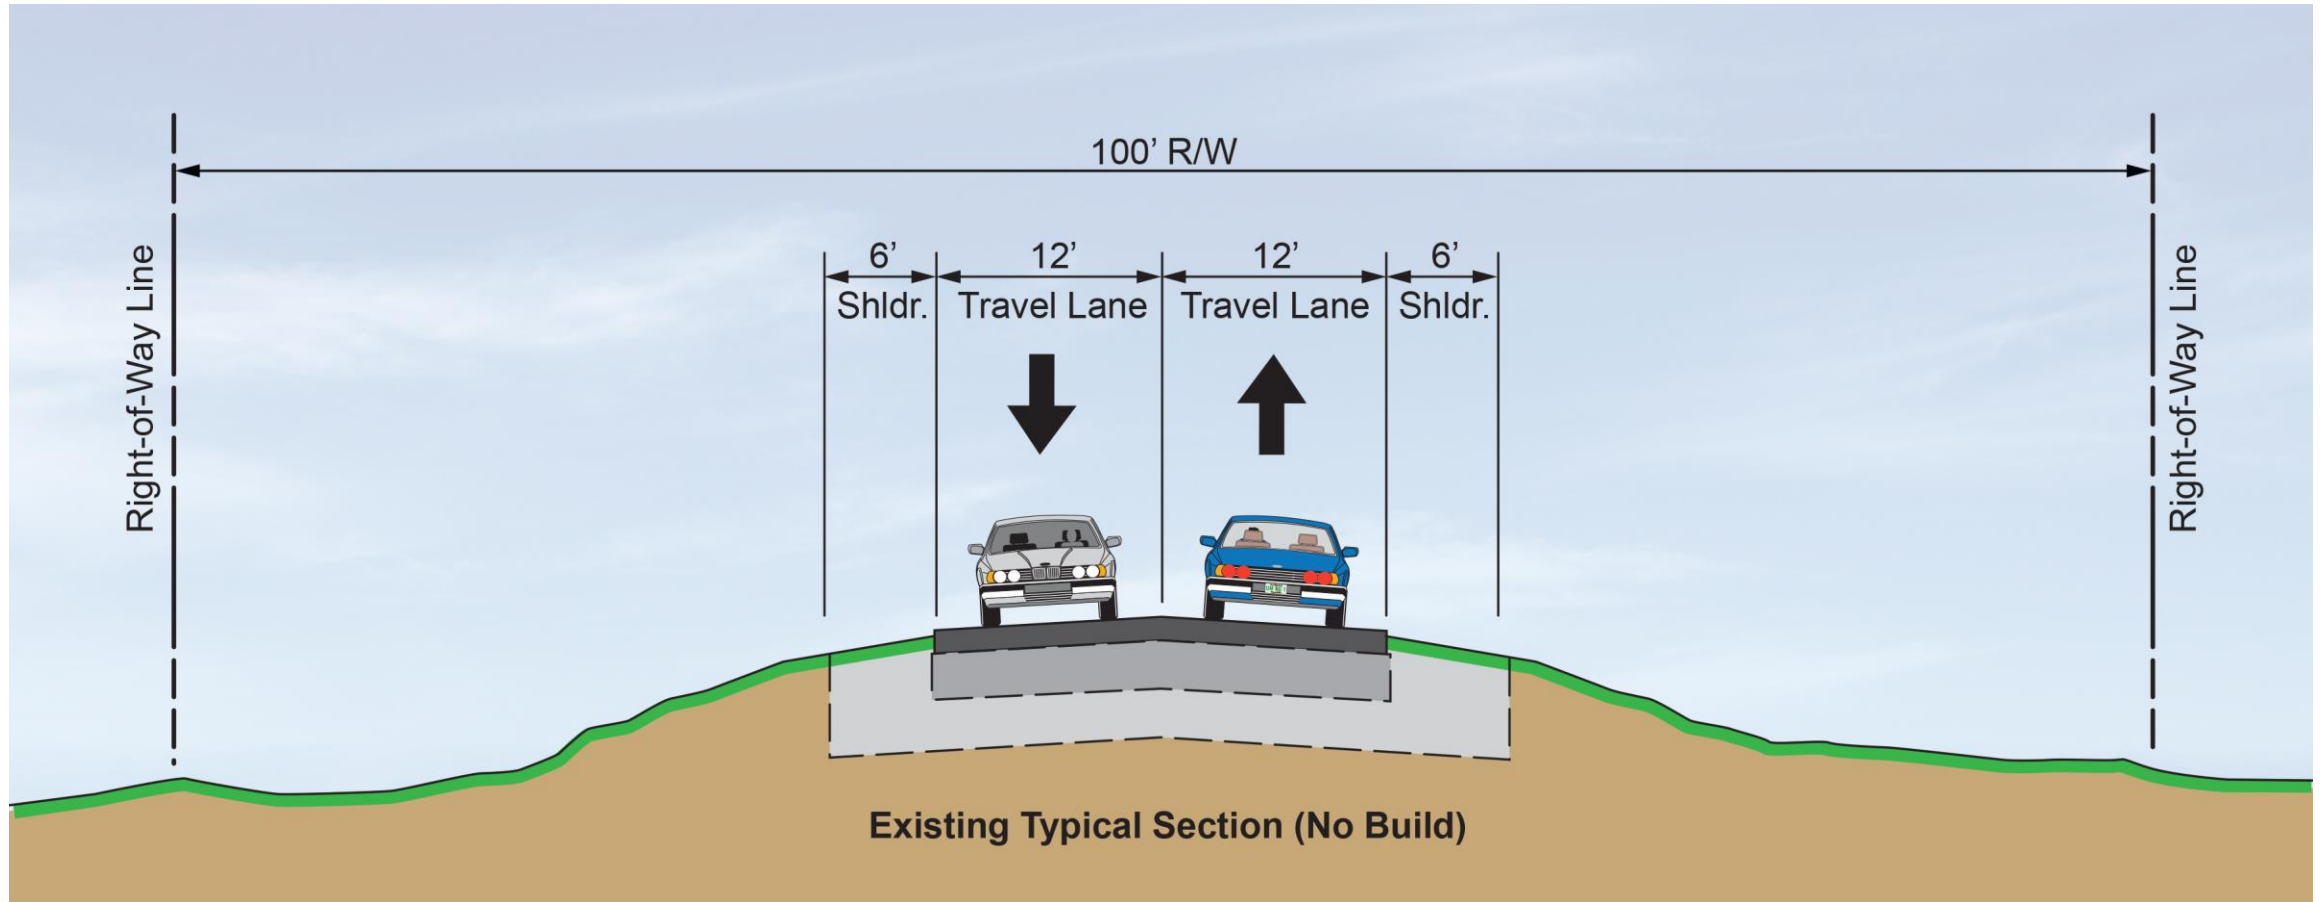 100’ R/W
6’
12’
12’
6’
Shldr.
Travel Lane
Travel Lane
Shldr.
Right-of-Way Line
Right-of-Way Line
Existing Typical Section (No Build)